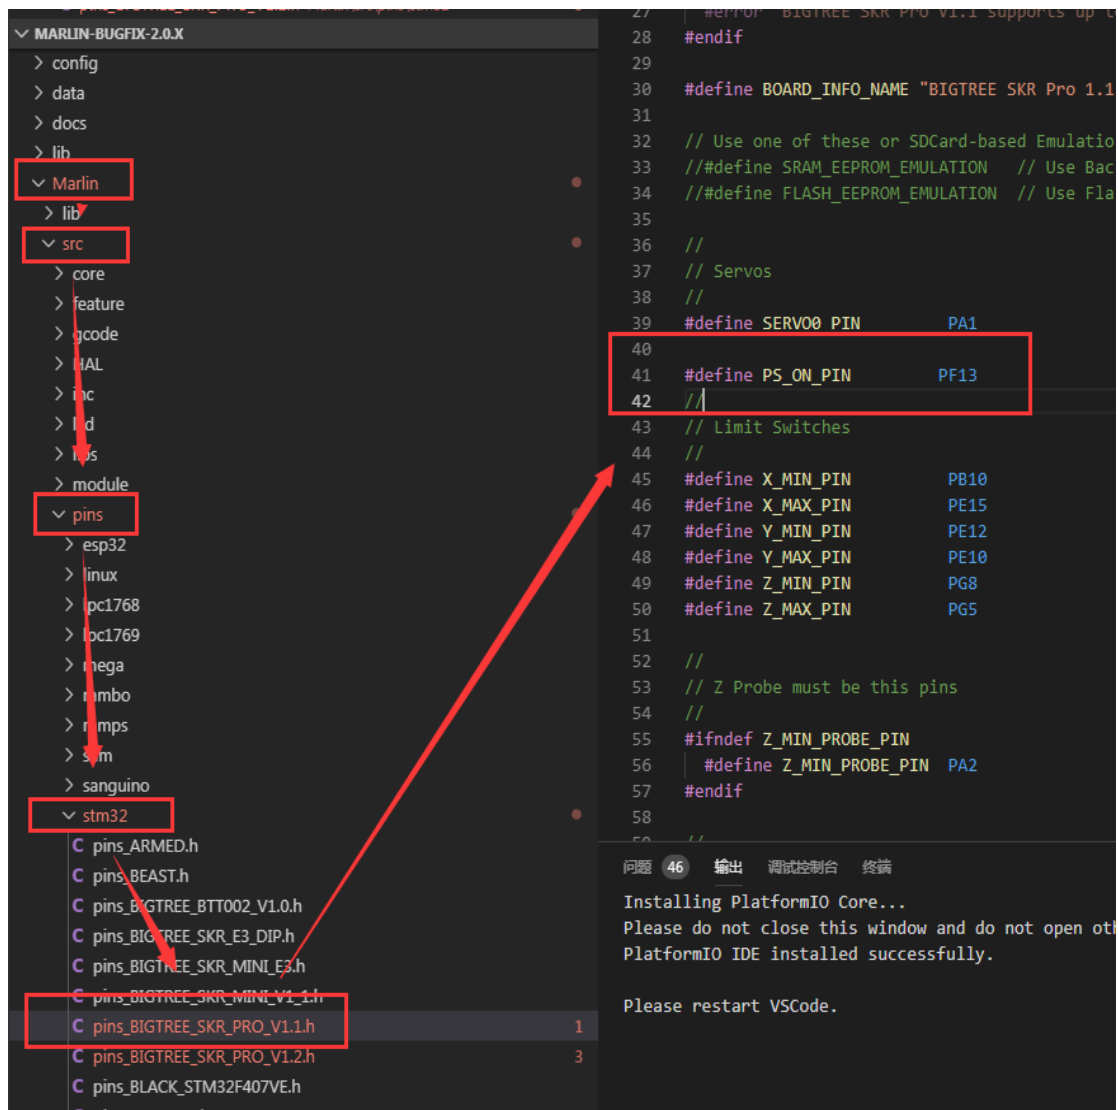 MARLIN-BUGFIX-2.0.X
config
data
docs
lib
Marlin
lib
src
core
feature
gcode
HAL
inc
lcd
libs
module
pins
esp32
linux
lpc1768
lpc1769
mega
rambo
ramps
sam
sanguino
stm32
pins_ARMED.h
pins_BEAST.h
pins_BIGTREE_BTT002_V1.0.h
pins_BIGTREE_SKR_E3_DIP.h
pins_BIGTREE_SKR_MINI_E3.h
pins_BIGTREE_SKR_MINI_V1_1.h
pins_BIGTREE_SKR_PRO_V1.1.h 1
pins_BIGTREE_SKR_PRO_V1.2.h 3
pins_BLACK_STM32F407VE.h
27 #error "BIGTREE SKR Pro V1.1 supports up
28 #endif
29
30 #define BOARD_INFO_NAME "BIGTREE SKR Pro 1.1
31
32 // Use one of these or SDCard-based Emulatio
33 //#define SRAM_EEPROM_EMULATION // Use Bac
34 //#define FLASH_EEPROM_EMULATION // Use Fla
35
36 //
37 // Servos
38 //
39 #define SERVO0_PIN PA1
40
41 #define PS_ON_PIN PF13
42 //
43 // Limit Switches
44 //
45 #define X_MIN_PIN PB10
46 #define X_MAX_PIN PE15
47 #define Y_MIN_PIN PE12
48 #define Y_MAX_PIN PE10
49 #define Z_MIN_PIN PG8
50 #define Z_MAX_PIN PG5
51
52 //
53 // Z Probe must be this pins
54 //
55 #ifndef Z_MIN_PROBE_PIN
56 #define Z_MIN_PROBE_PIN PA2
57 #endif
58
59 //
问题 46 输出 调试控制台 终端
Installing PlatformIO Core...
Please do not close this window and do not open oth
PlatformIO IDE installed successfully.
Please restart VSCode.